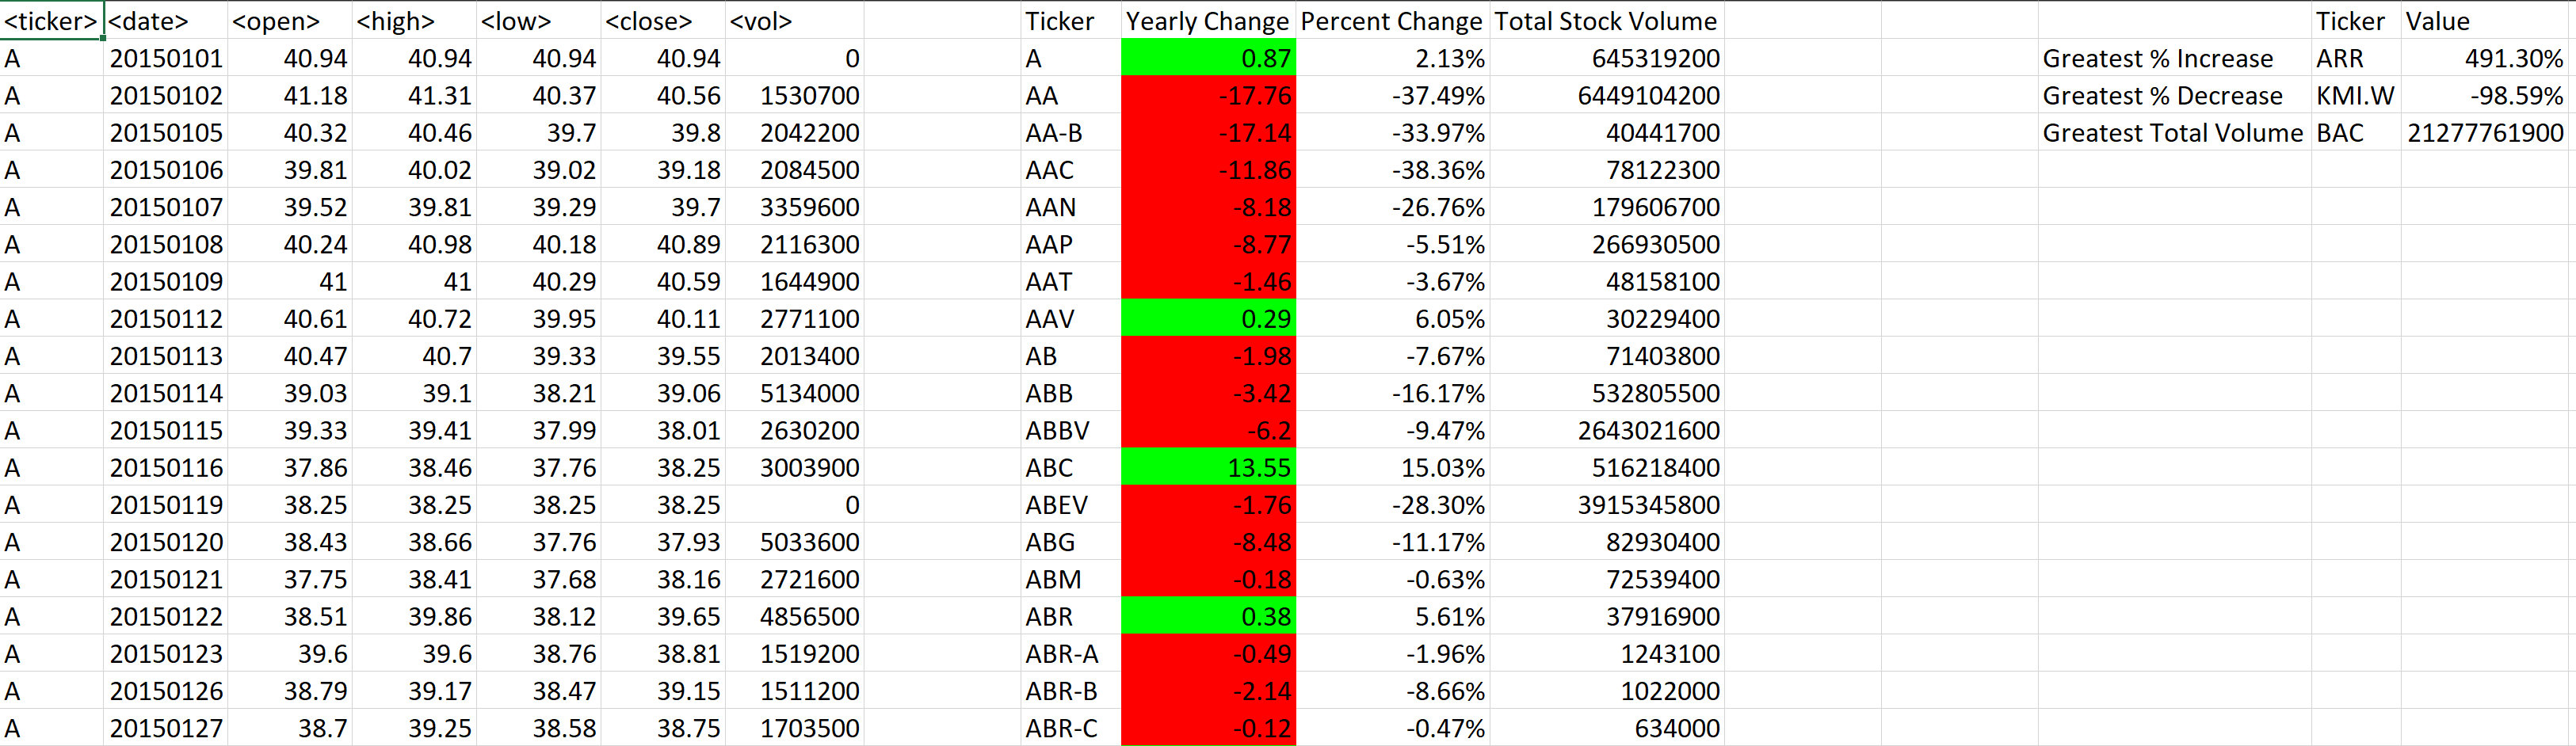 <ticker> <date> <open> <high> <low> <close> <vol> Ticker Yearly Change Percent Change Total Stock Volume Ticker Value
A 20150101 40.94 40.94 40.94 40.94 0 A 0.87 2.13% 645319200 Greatest % Increase ARR 491.30%
A 20150102 41.18 41.31 40.37 40.56 1530700 AA -17.76 -37.49% 6449104200 Greatest % Decrease KMI.W -98.59%
A 20150105 40.32 40.46 39.7 39.8 2042200 AA-B -17.14 -33.97% 40441700 Greatest Total Volume BAC 21277761900
A 20150106 39.81 40.02 39.02 39.18 2084500 AAC -11.86 -38.36% 78122300
A 20150107 39.52 39.81 39.29 39.7 3359600 AAN -8.18 -26.76% 179606700
A 20150108 40.24 40.98 40.18 40.89 2116300 AAP -8.77 -5.51% 266930500
A 20150109 41 41 40.29 40.59 1644900 AAT -1.46 -3.67% 48158100
A 20150112 40.61 40.72 39.95 40.11 2771100 AAV 0.29 6.05% 30229400
A 20150113 40.47 40.7 39.33 39.55 2013400 AB -1.98 -7.67% 71403800
A 20150114 39.03 39.1 38.21 39.06 5134000 ABB -3.42 -16.17% 532805500
A 20150115 39.33 39.41 37.99 38.01 2630200 ABBV -6.2 -9.47% 2643021600
A 20150116 37.86 38.46 37.76 38.25 3003900 ABC 13.55 15.03% 516218400
A 20150119 38.25 38.25 38.25 38.25 0 ABEV -1.76 -28.30% 3915345800
A 20150120 38.43 38.66 37.76 37.93 5033600 ABG -8.48 -11.17% 82930400
A 20150121 37.75 38.41 37.68 38.16 2721600 ABM -0.18 -0.63% 72539400
A 20150122 38.51 39.86 38.12 39.65 4856500 ABR 0.38 5.61% 37916900
A 20150123 39.6 39.6 38.76 38.81 1519200 ABR-A -0.49 -1.96% 1243100
A 20150126 38.79 39.17 38.47 39.15 1511200 ABR-B -2.14 -8.66% 1022000
A 20150127 38.7 39.25 38.58 38.75 1703500 ABR-C -0.12 -0.47% 634000